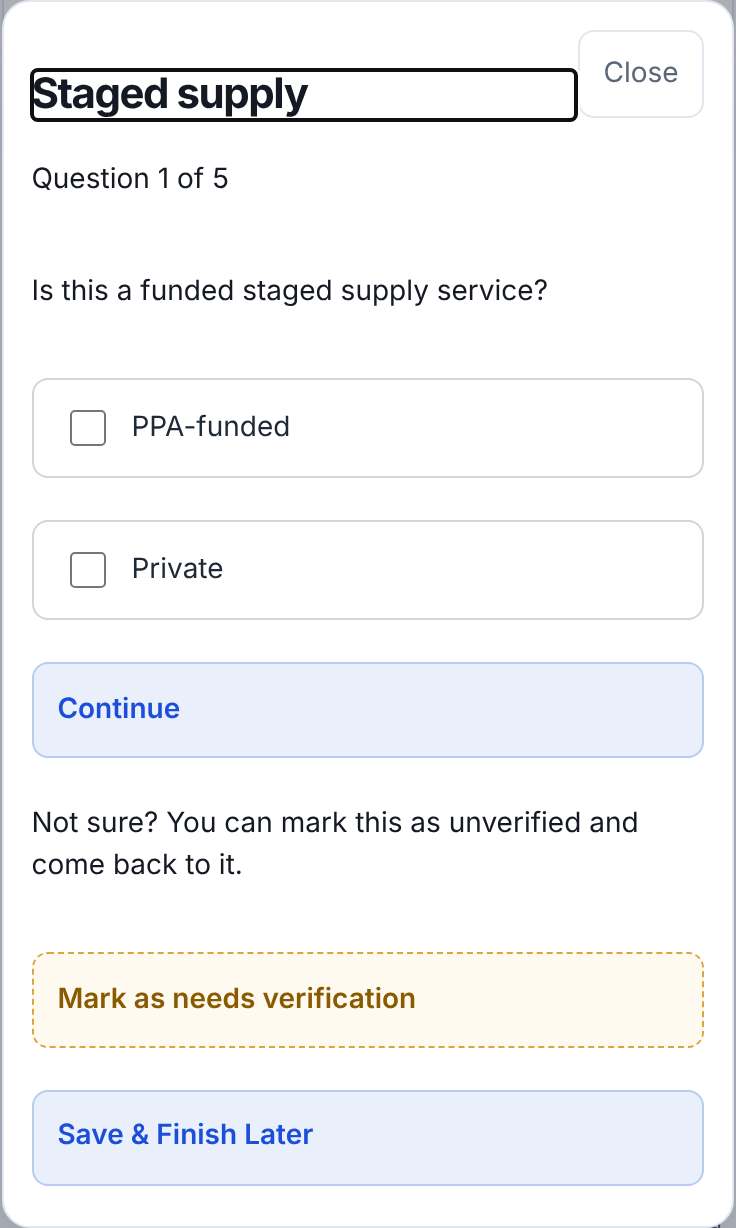 Staged supply
Close
Question 1 of 5
Is this a funded staged supply service?
PPA-funded
Private
Continue
Not sure? You can mark this as unverified and
come back to it.
Mark as needs verification
Save & Finish Later